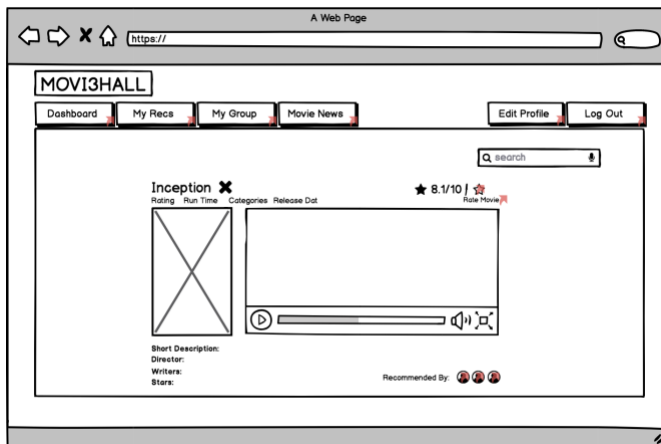 A Web Page
https://
MOVI3HALL
Dashboard My Recs My Group Movie News Edit Profile Log Out
search
Inception 8.1/10 |
Rating Run Time Categories Release Dat Rate Movie
Short Description:
Director:
Writers:
Stars:
Recommended By: